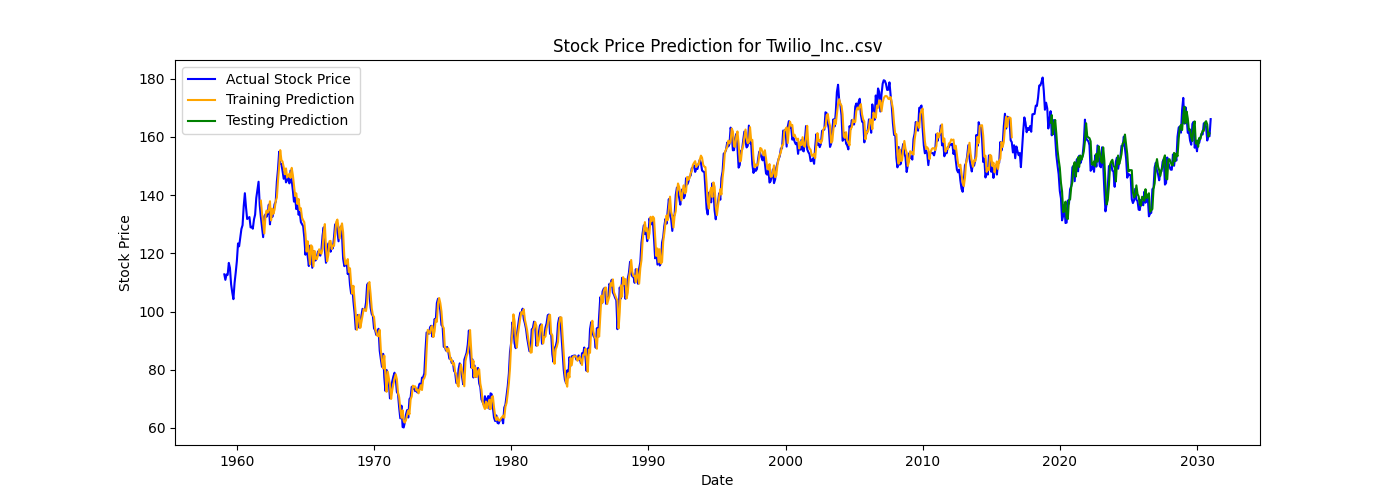 Stock Price Prediction for Twilio_Inc..csv
Actual Stock Price
Training Prediction
Testing Prediction
Stock Price
180
160
140
120
100
80
60
1960 1970 1980 1990 2000 2010 2020 2030
Date